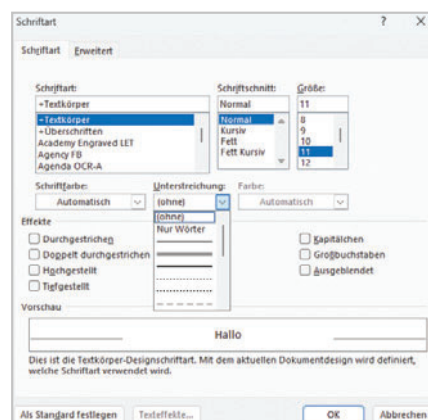 Schriftart ? X
Schriftart Erweitert
Schriftart: Schriftschnitt: Größe:
+Textkörper Normal 11
+Textkörper Normal 8
+Überschriften Kursiv 9
Academy Engraved LET Fett 10
Agency FB Fett Kursiv 11
Agenda OCR-A 12
Schriftfarbe: Unterstreichung: Farbe:
Automatisch (ohne) Automatisch
(ohne)
Nur Wörter
Effekte
Durchgestrichen Kapitälchen
Doppelt durchgestrichen Großbuchstaben
Hochgestellt Ausgeblendet
Tiefgestellt
Vorschau
Hallo
Dies ist die Textkörper-Designschriftart. Mit dem aktuellen Dokumentdesign wird definiert,
welche Schriftart verwendet wird.
Als Standard festlegen Texteffekte... OK Abbrechen